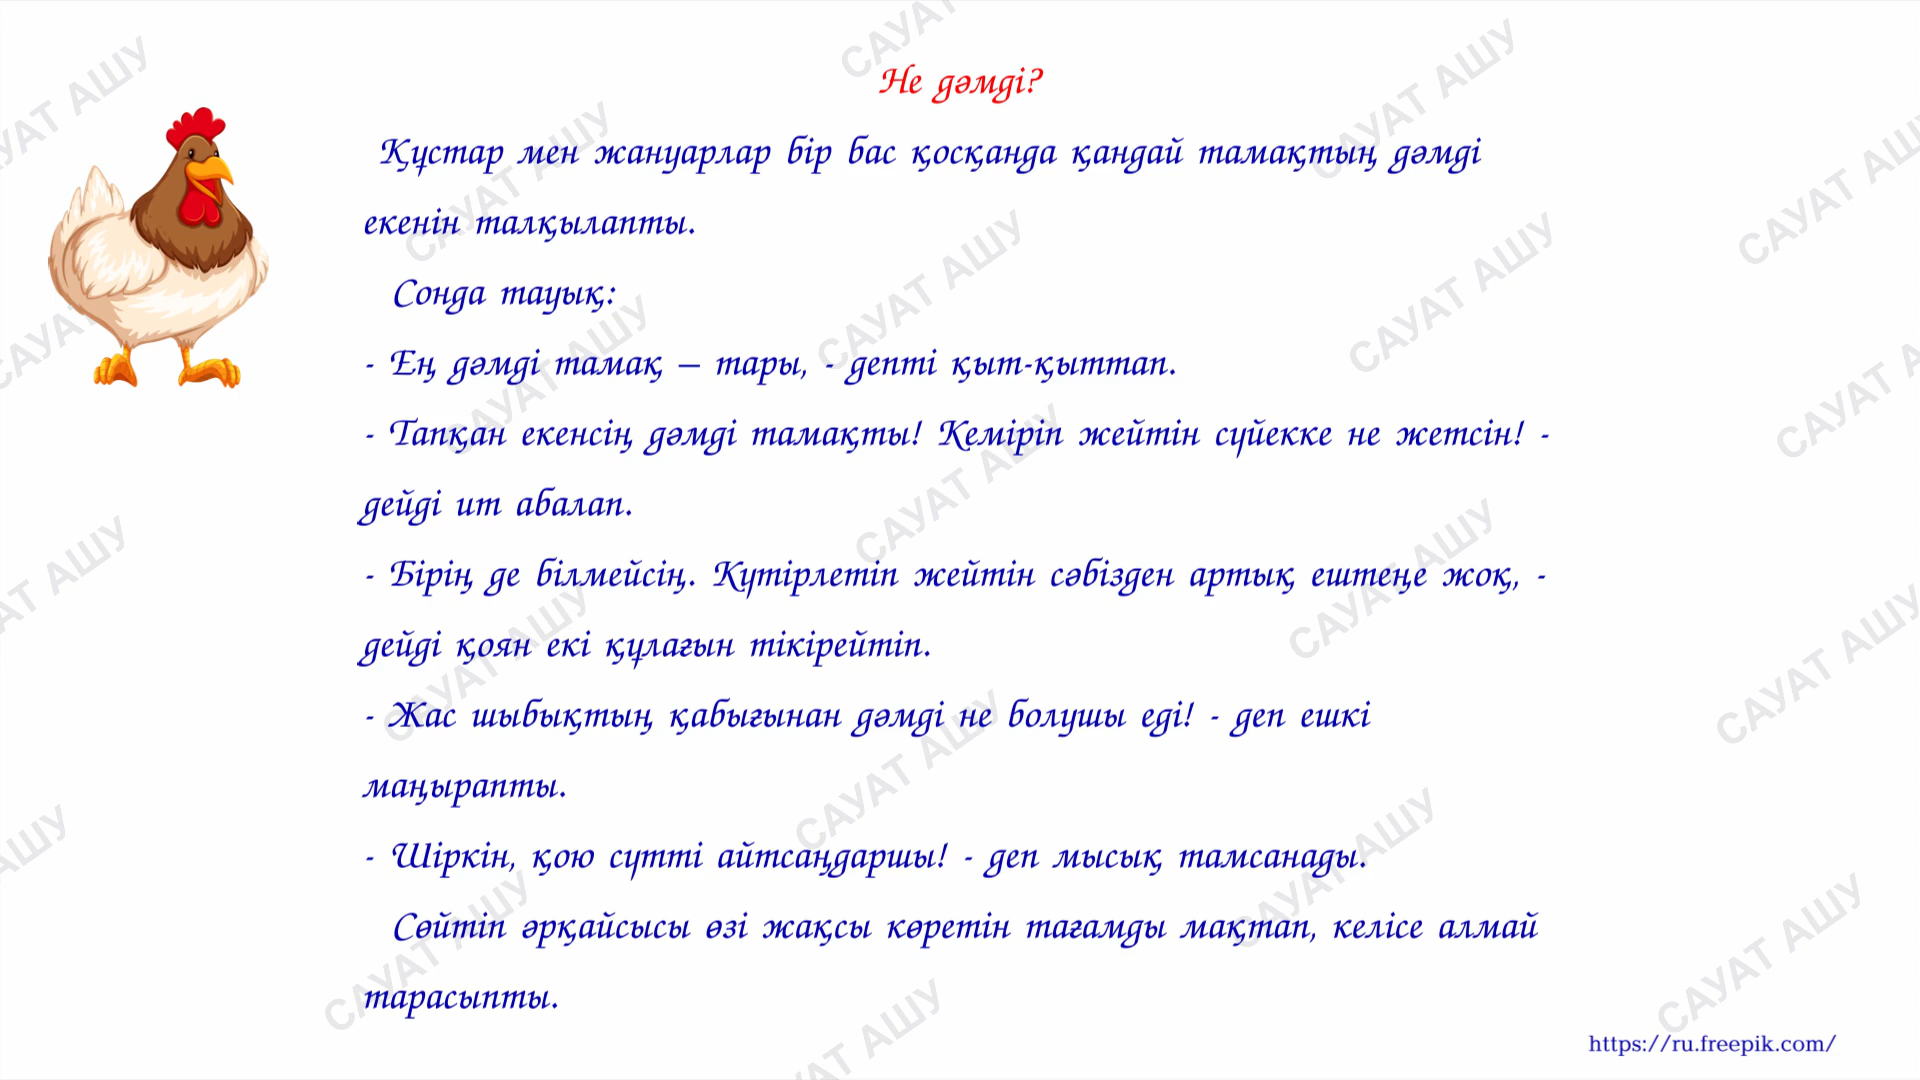 Не дәмді?
Құстар мен жануарлар бір бас қосқанда қандай тамақтың дәмді
екенін талқылапты.
Сонда тауық:
- Ең дәмді тамақ – тары, - депті қыт-қыттап.
- Тапқан екенсің дәмді тамақты! Кеміріп жейтін сүйекке не жетсін! -
дейді ит абалап.
- Бірің де білмейсің. Күтірлетіп жейтін сәбізден артық ештеңе жоқ, -
дейді қоян екі құлағын тікірейтіп.
- Жас шыбықтың қабығынан дәмді не болушы еді! - деп ешкі
маңырапты.
- Шіркін, қою сүтті айтсаңдаршы! - деп мысық тамсанады.
Сөйтіп әрқайсысы өзі жақсы көретін тағамды мақтап, келісе алмай
тарасыпты.
https://ru.freepik.com/
САУАТ АШУ